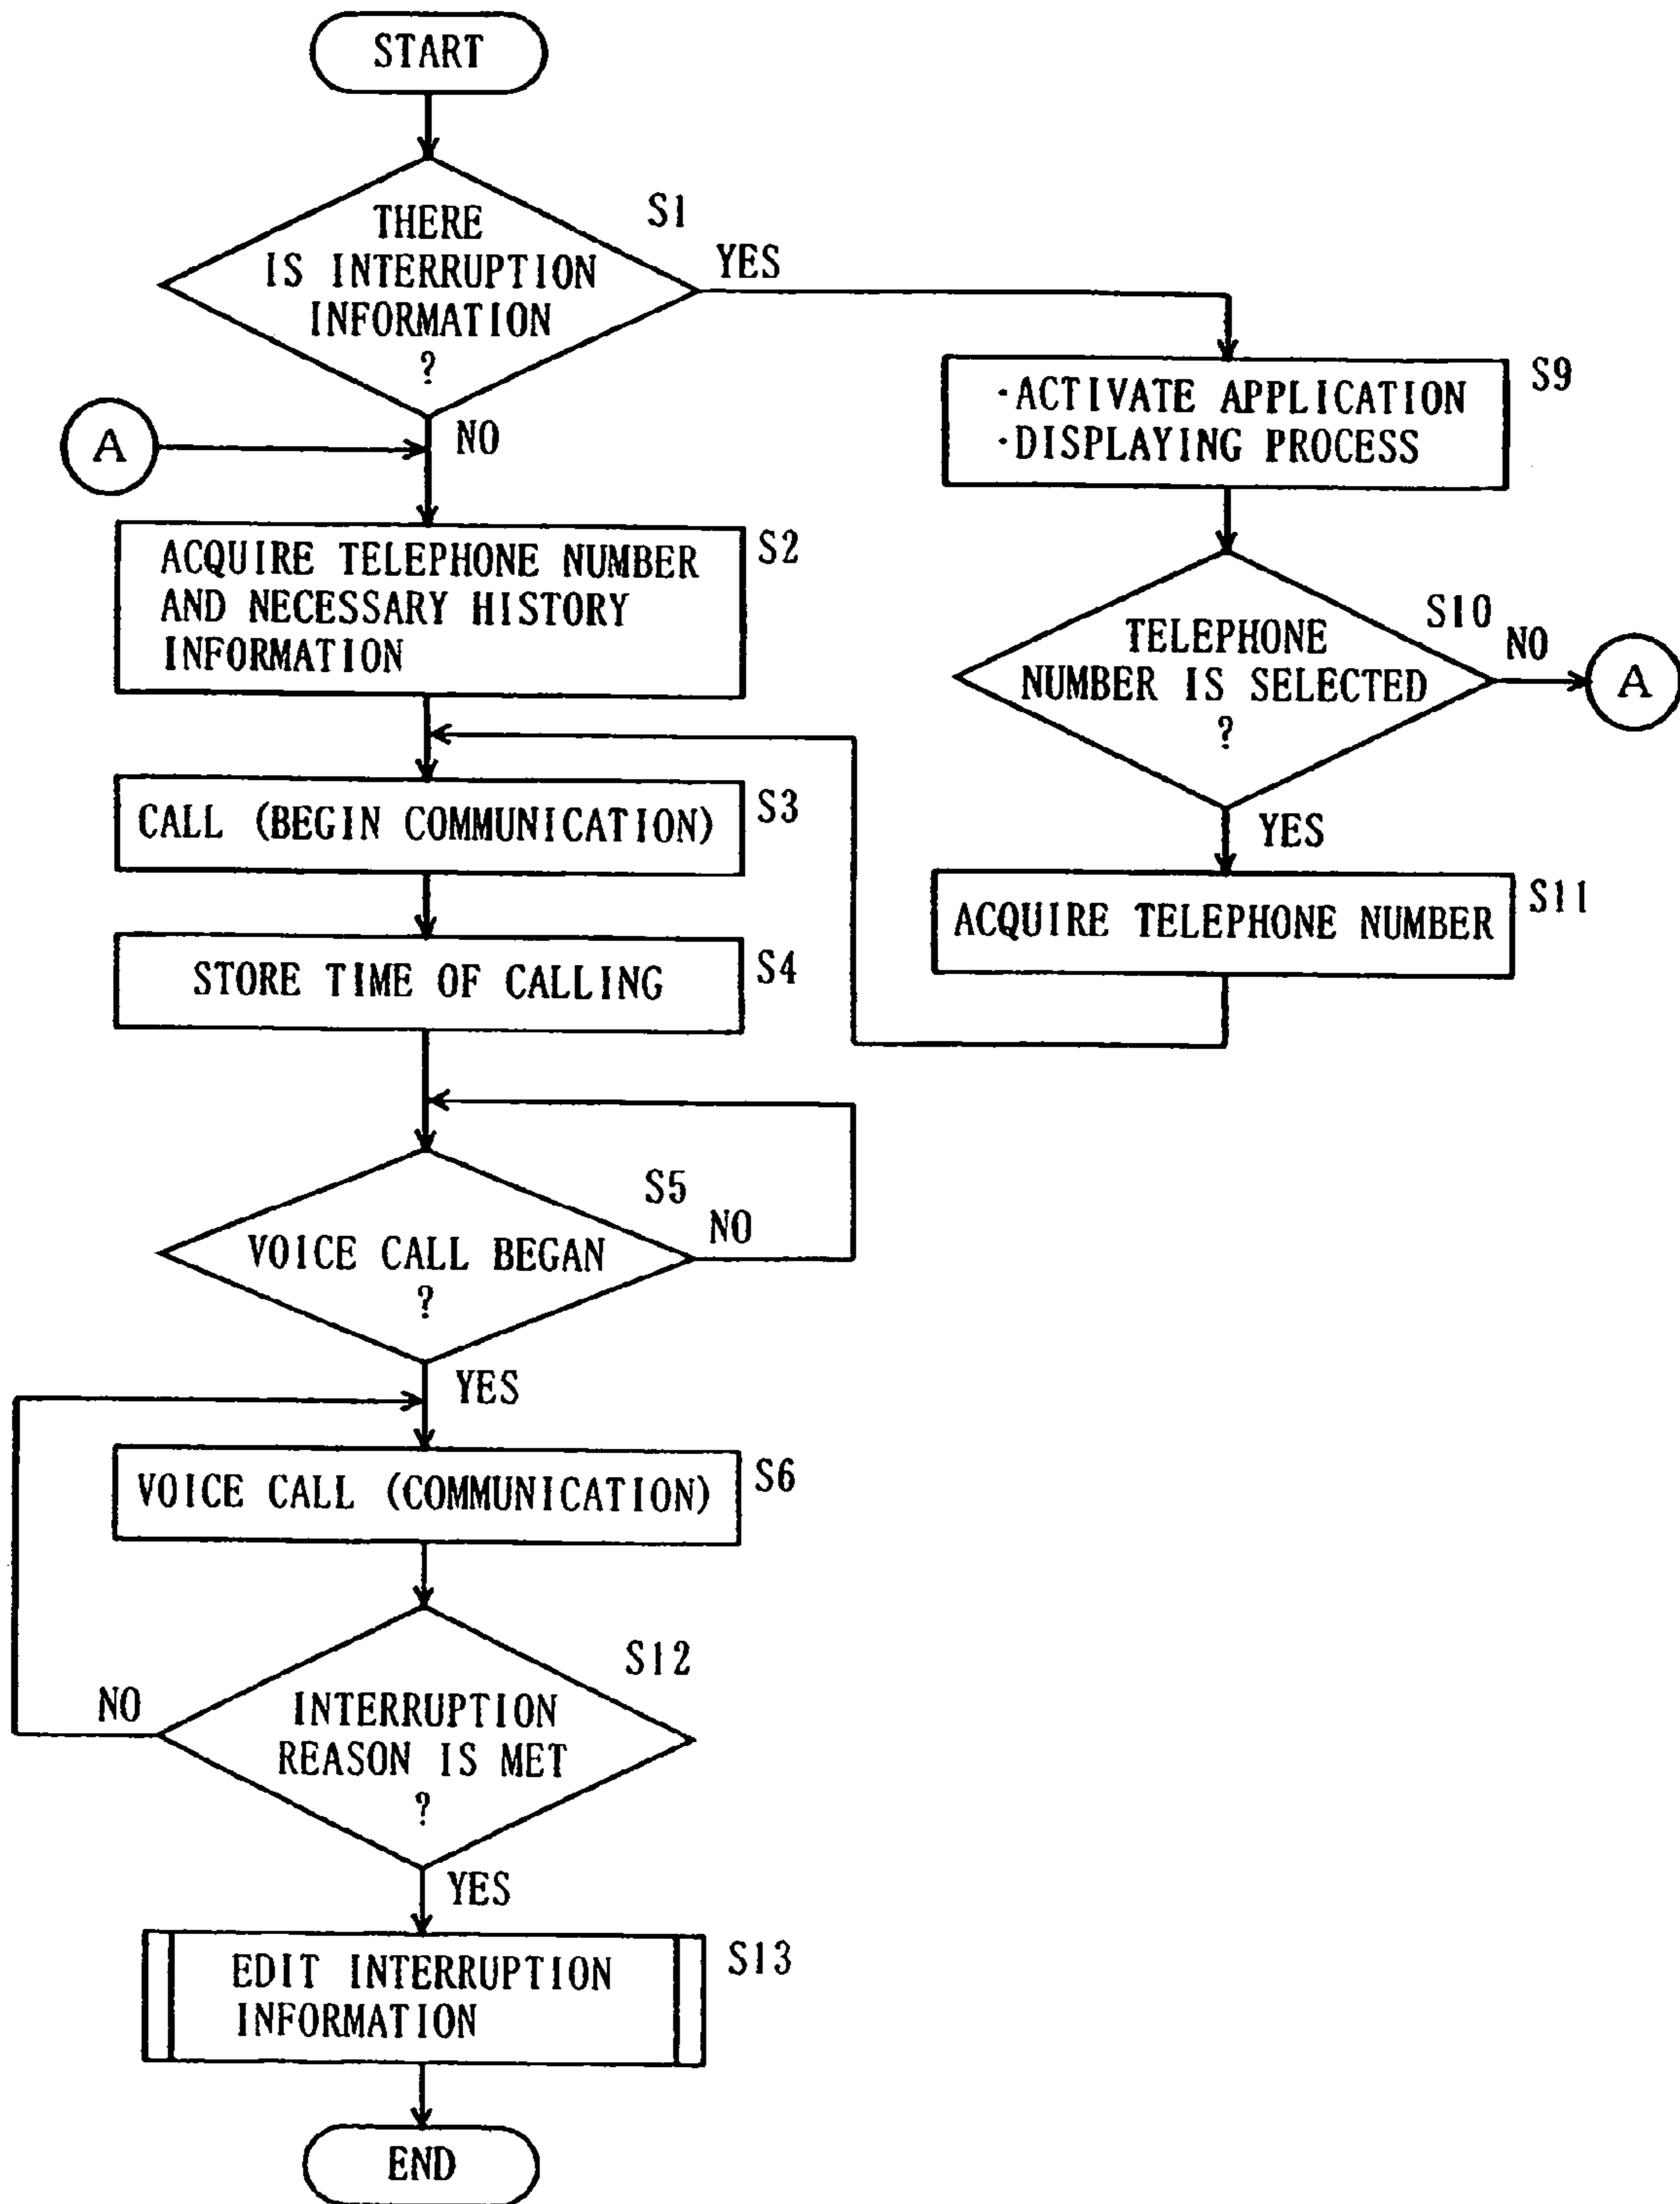 START
THERE
IS INTERRUPTION
INFORMATION
?
S1
YES
NO
A
·ACTIVATE APPLICATION
·DISPLAYING PROCESS
S9
ACQUIRE TELEPHONE NUMBER
AND NECESSARY HISTORY
INFORMATION
S2
TELEPHONE
NUMBER IS SELECTED
?
S10
NO
A
YES
CALL (BEGIN COMMUNICATION)
S3
ACQUIRE TELEPHONE NUMBER
S11
STORE TIME OF CALLING
S4
VOICE CALL BEGAN
?
S5
NO
YES
VOICE CALL (COMMUNICATION)
S6
INTERRUPTION
REASON IS MET
?
S12
NO
YES
EDIT INTERRUPTION
INFORMATION
S13
END